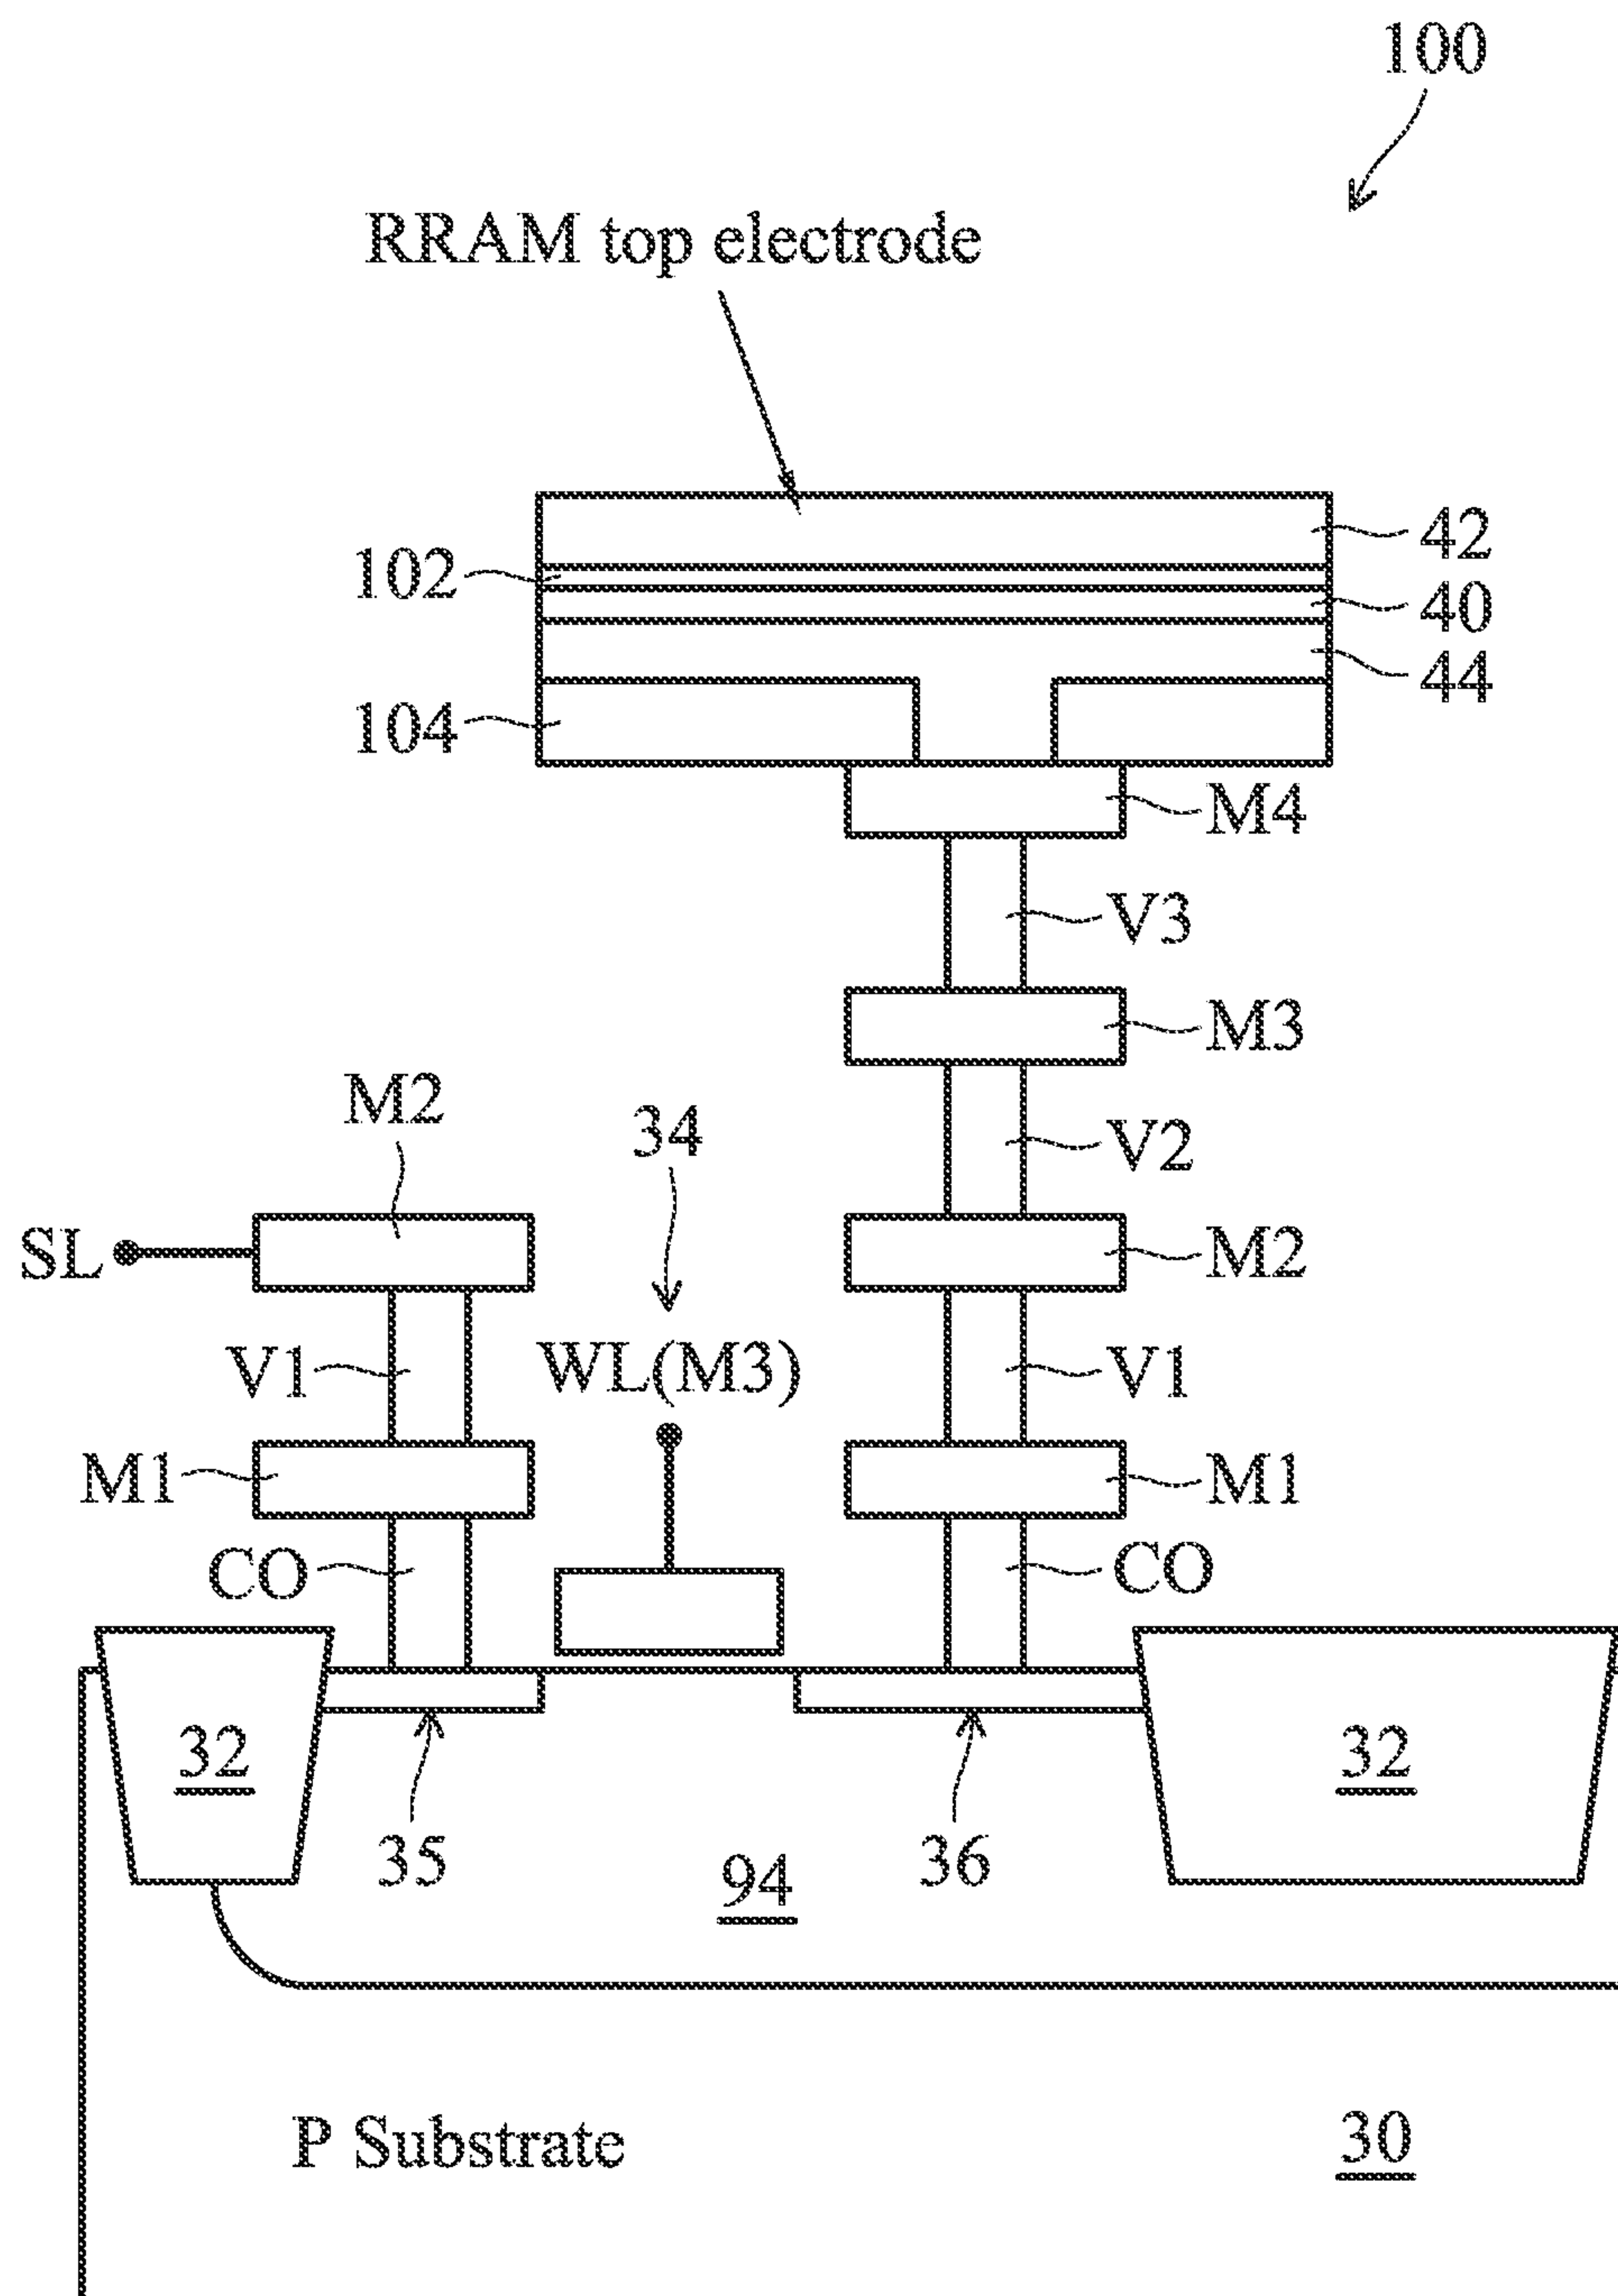 100
RRAM top electrode
42
102
40
44
104
M4
V3
M3
M2
34
V2
SL
M2
V1
WL(M3)
V1
M1
M1
CO
CO
32
32
35
36
94
P Substrate
30